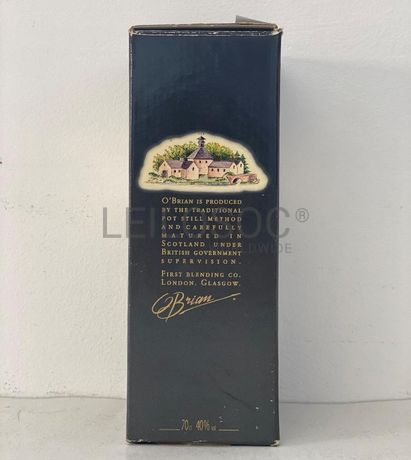 O'BRIAN IS PRODUCED
BY THE TRADITIONAL
POT STILL METHOD
AND CAREFULLY
MATURED IN
SCOTLAND UNDER
BRITISH GOVERNMENT
SUPERVISION.
FIRST BLENDING CO.
LONDON. GLASGOW.
O'Brian
70cl 40% vol